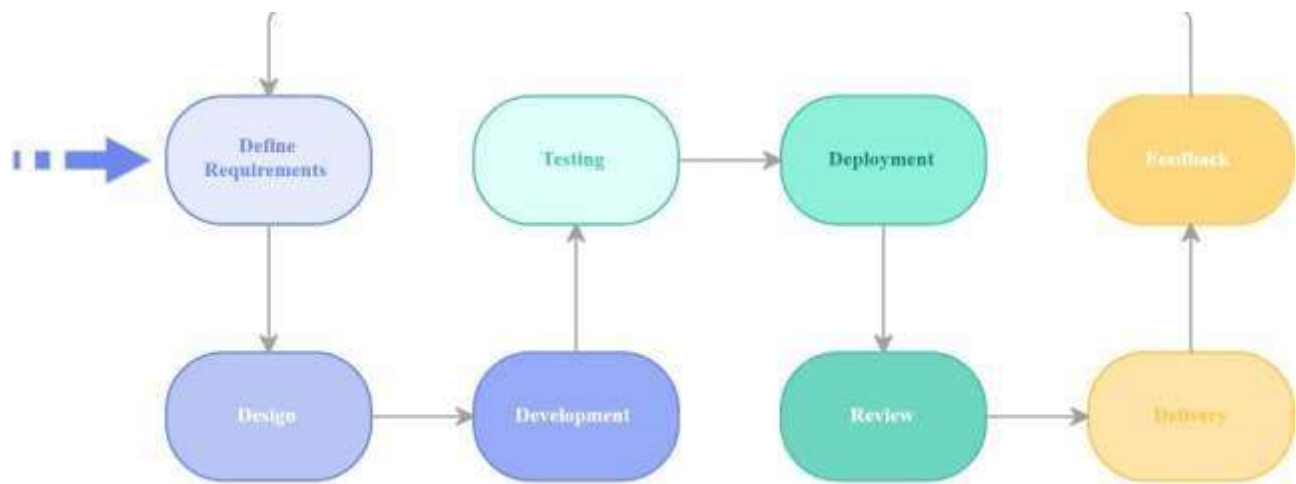 Define
Requirements
Testing
Deployment
Feedback
Design
Development
Review
Delivery